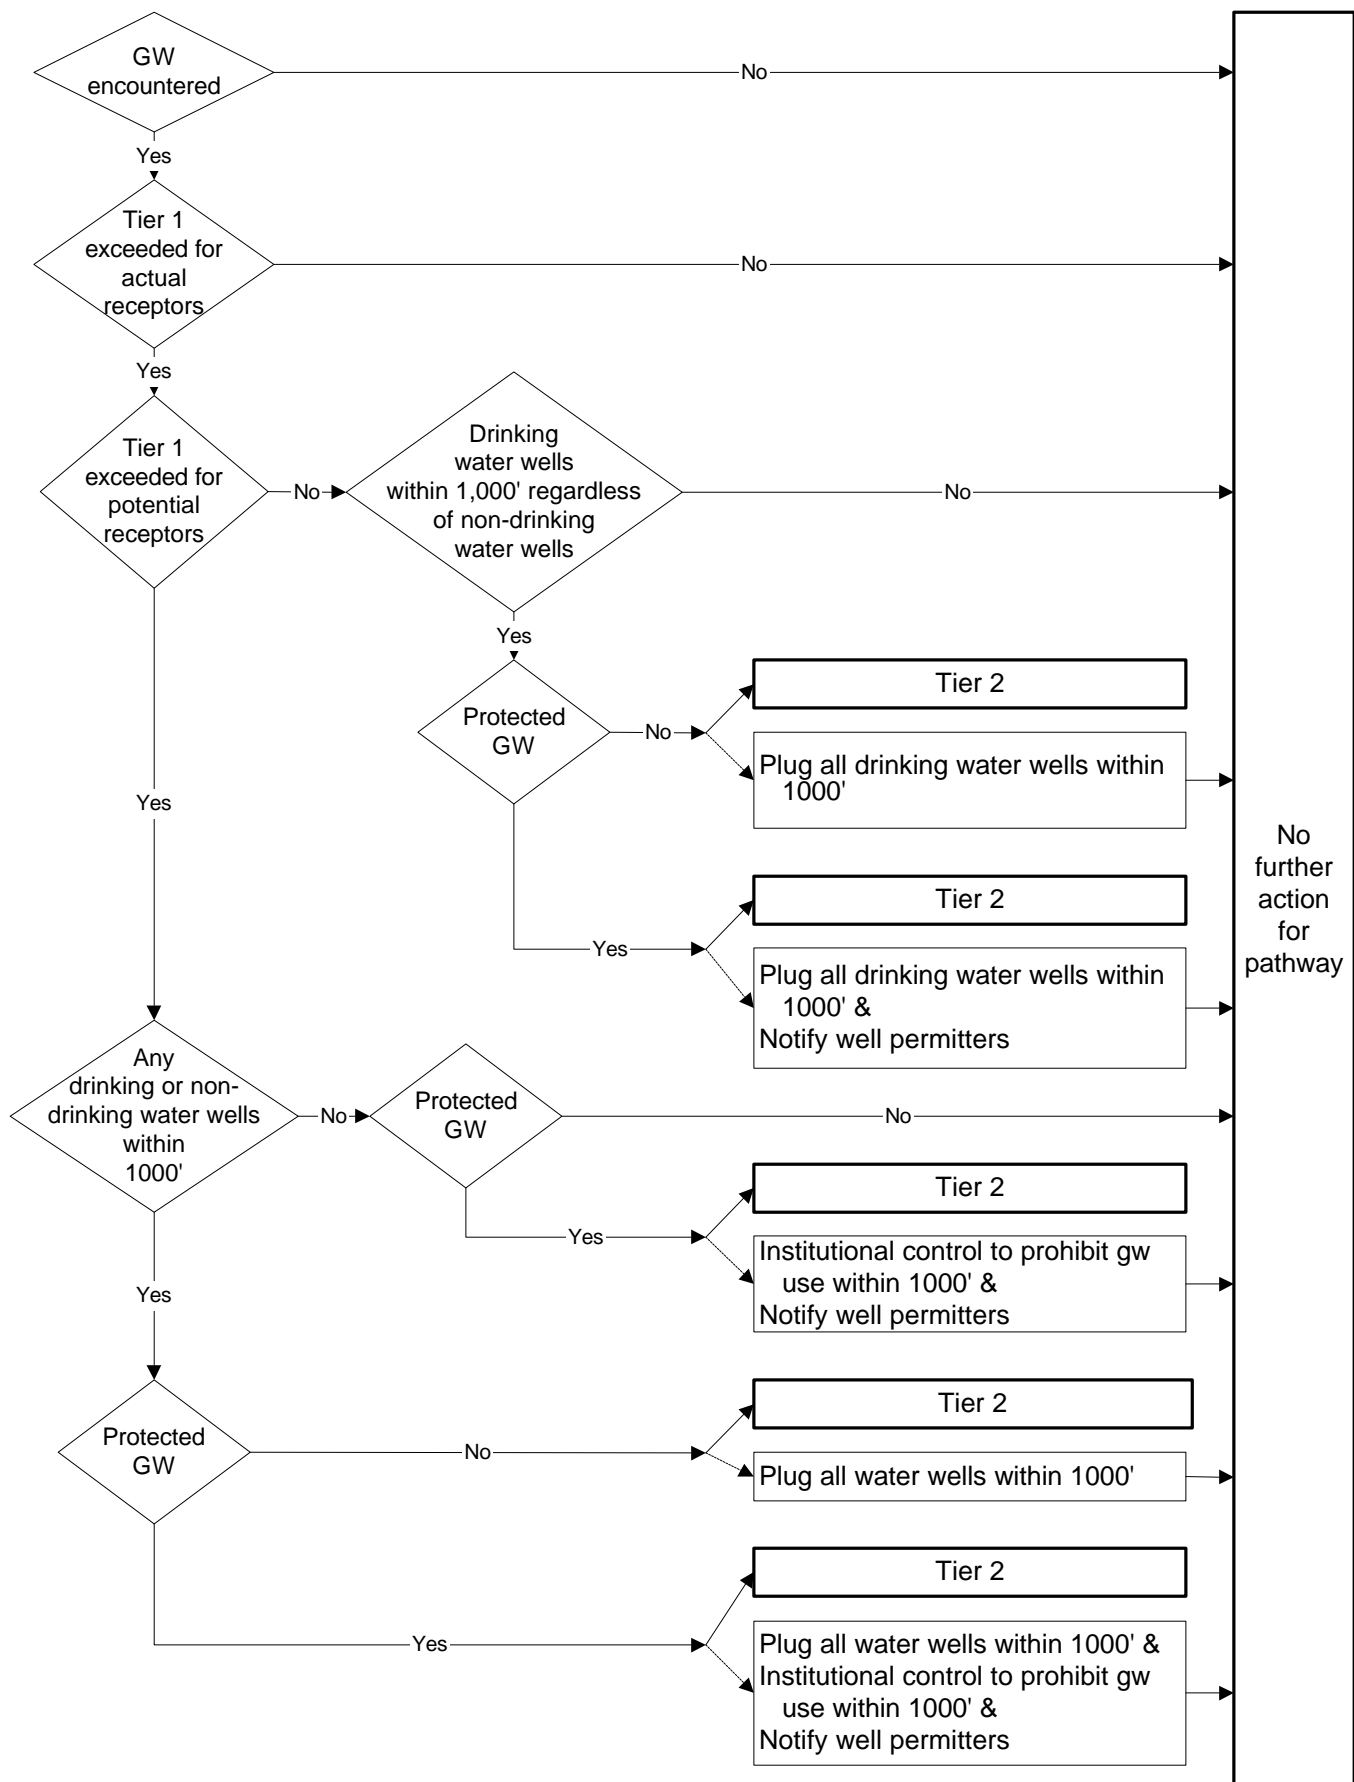 GW
encountered
No
Yes
Tier 1
exceeded for
actual
receptors
No
Yes
Tier 1
exceeded for
potential
receptors
No
Drinking
water wells
within 1,000' regardless
of non-drinking
water wells
No
Yes
Protected
GW
No
Tier 2
Plug all drinking water wells within
1000'
Yes
Tier 2
Plug all drinking water wells within
1000' &
Notify well permitters
Yes
Any
drinking or non-
drinking water wells
within
1000'
No
Protected
GW
No
Yes
Tier 2
Institutional control to prohibit gw
use within 1000' &
Notify well permitters
Yes
Protected
GW
No
Tier 2
Plug all water wells within 1000'
Yes
Tier 2
Plug all water wells within 1000' &
Institutional control to prohibit gw
use within 1000' &
Notify well permitters
No
further
action
for
pathway